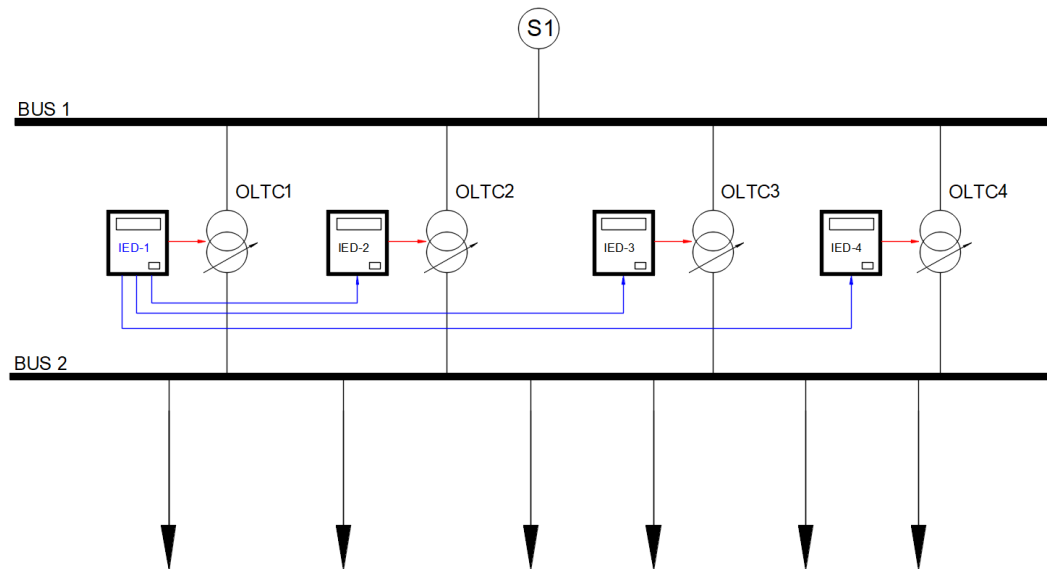 S1
BUS 1
OLTC1
OLTC2
OLTC3
OLTC4
IED-1
IED-2
IED-3
IED-4
BUS 2